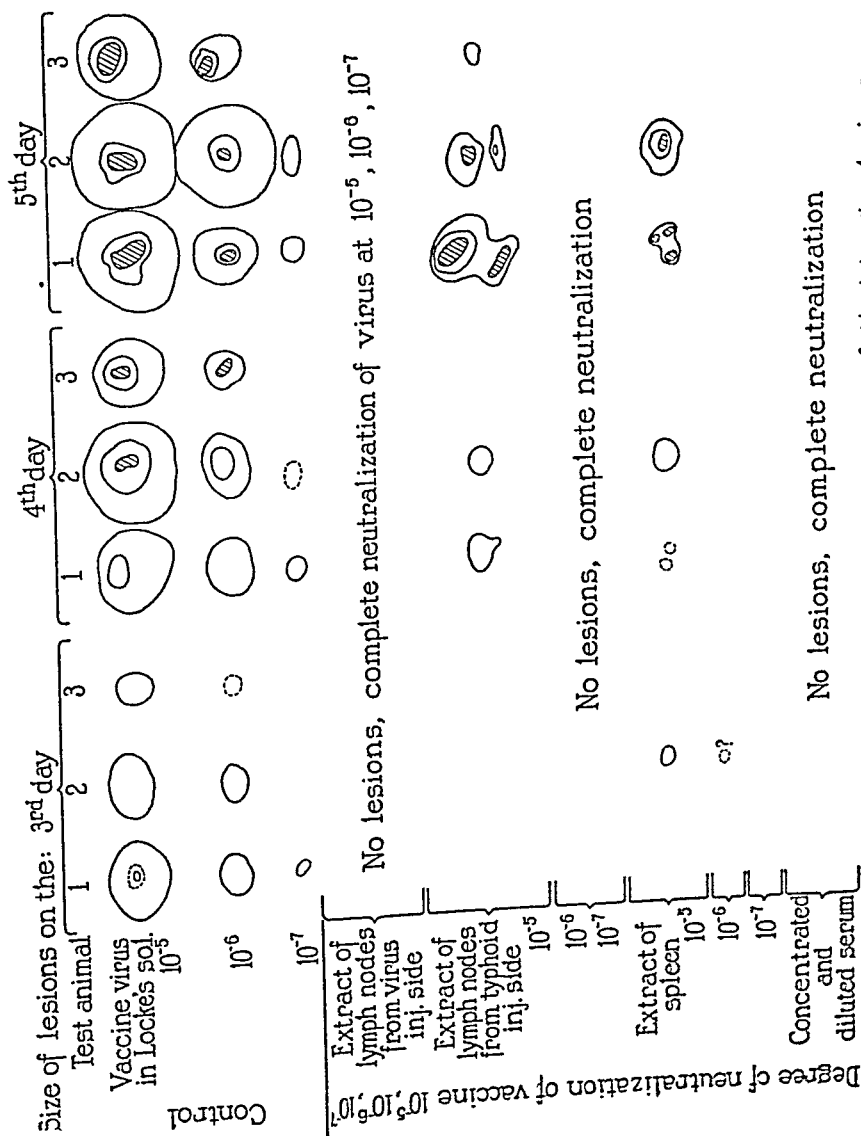 Size of lesions on the: 3rd day 4th day 5th day
Test animal 1 2 3 1 2 3 1 2 3
Control
Vaccine virus
in Locke's sol.
10-5
10-6
10-7
Degree of neutralization of vaccine 10-5, 10-6, 10-7
Extract of
lymph nodes
from virus
inj. side
No lesions, complete neutralization of virus at 10-5, 10-6, 10-7
Extract of
lymph nodes
from typhoid
inj. side 10-5
10-6
10-7
No lesions, complete neutralization
Extract of
spleen 10-5
10-6
?
10-7
Concentrated
and
diluted serum
No lesions, complete neutralization